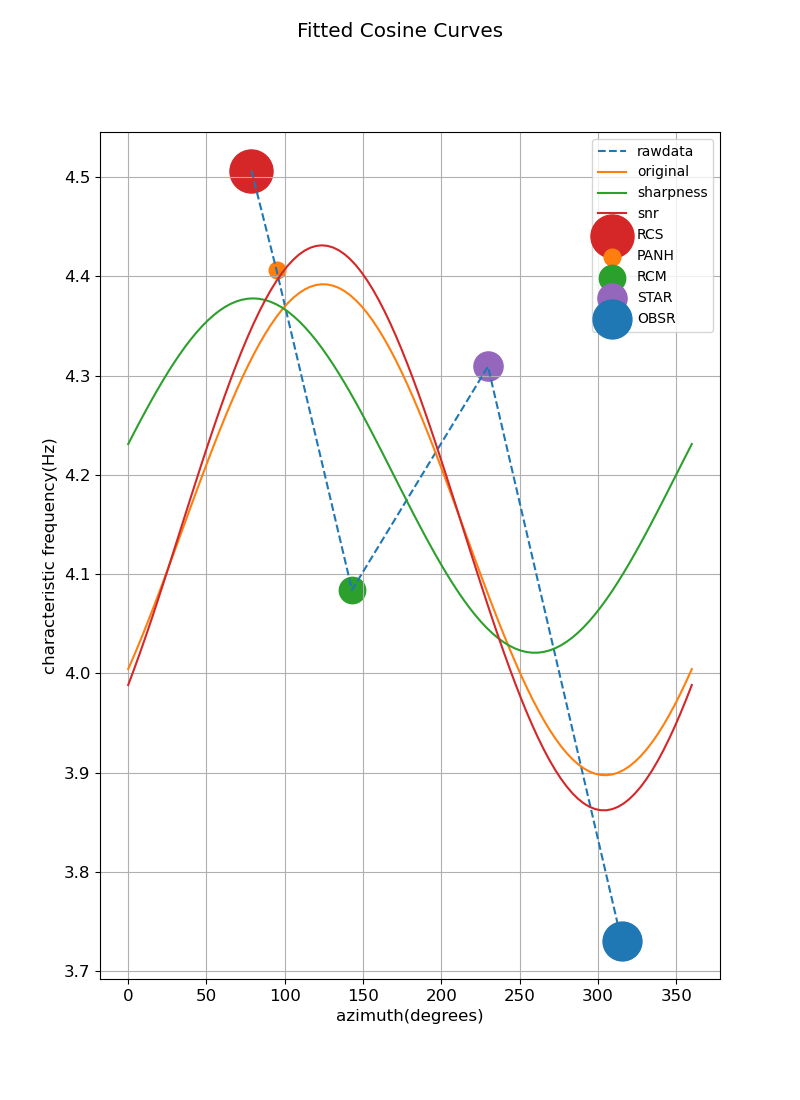 Fitted Cosine Curves
rawdata
original
sharpness
snr
RCS
PANH
RCM
STAR
OBSR
characteristic frequency(Hz)
4.5
4.4
4.3
4.2
4.1
4.0
3.9
3.8
3.7
0 50 100 150 200 250 300 350
azimuth(degrees)